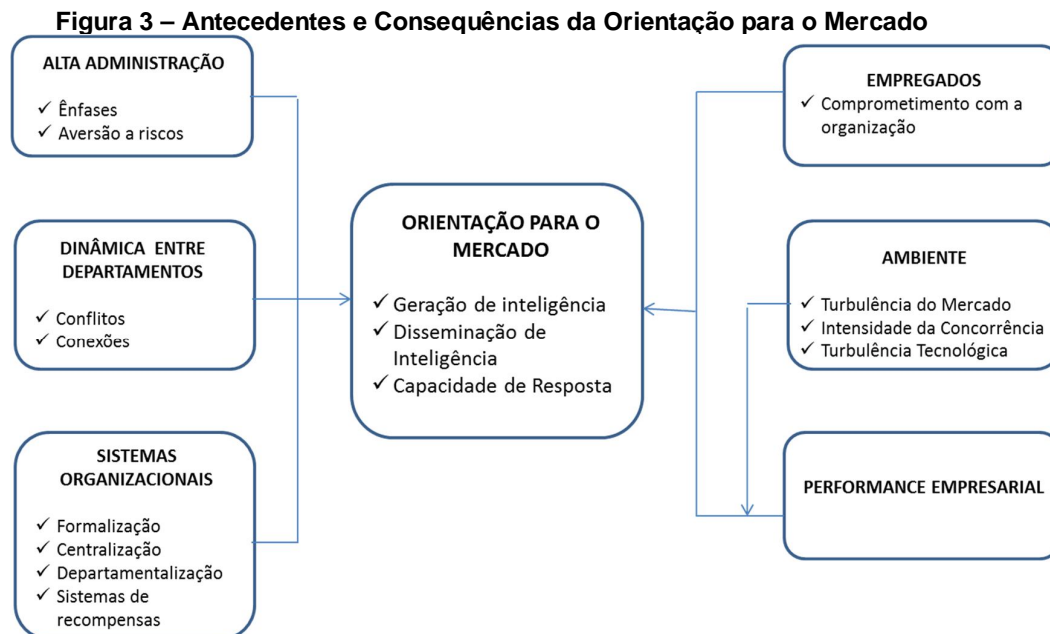 Figura 3 – Antecedentes e Consequências da Orientação para o Mercado
ALTA ADMINISTRAÇÃO
✓ Ênfases
✓ Aversão a riscos
DINÂMICA ENTRE
DEPARTAMENTOS
✓ Conflitos
✓ Conexões
SISTEMAS
ORGANIZACIONAIS
✓ Formalização
✓ Centralização
✓ Departamentalização
✓ Sistemas de
recompensas
ORIENTAÇÃO PARA O
MERCADO
✓ Geração de inteligência
✓ Disseminação de
Inteligência
✓ Capacidade de Resposta
EMPREGADOS
✓ Comprometimento com a
organização
AMBIENTE
✓ Turbulência do Mercado
✓ Intensidade da Concorrência
✓ Turbulência Tecnológica
PERFORMANCE EMPRESARIAL